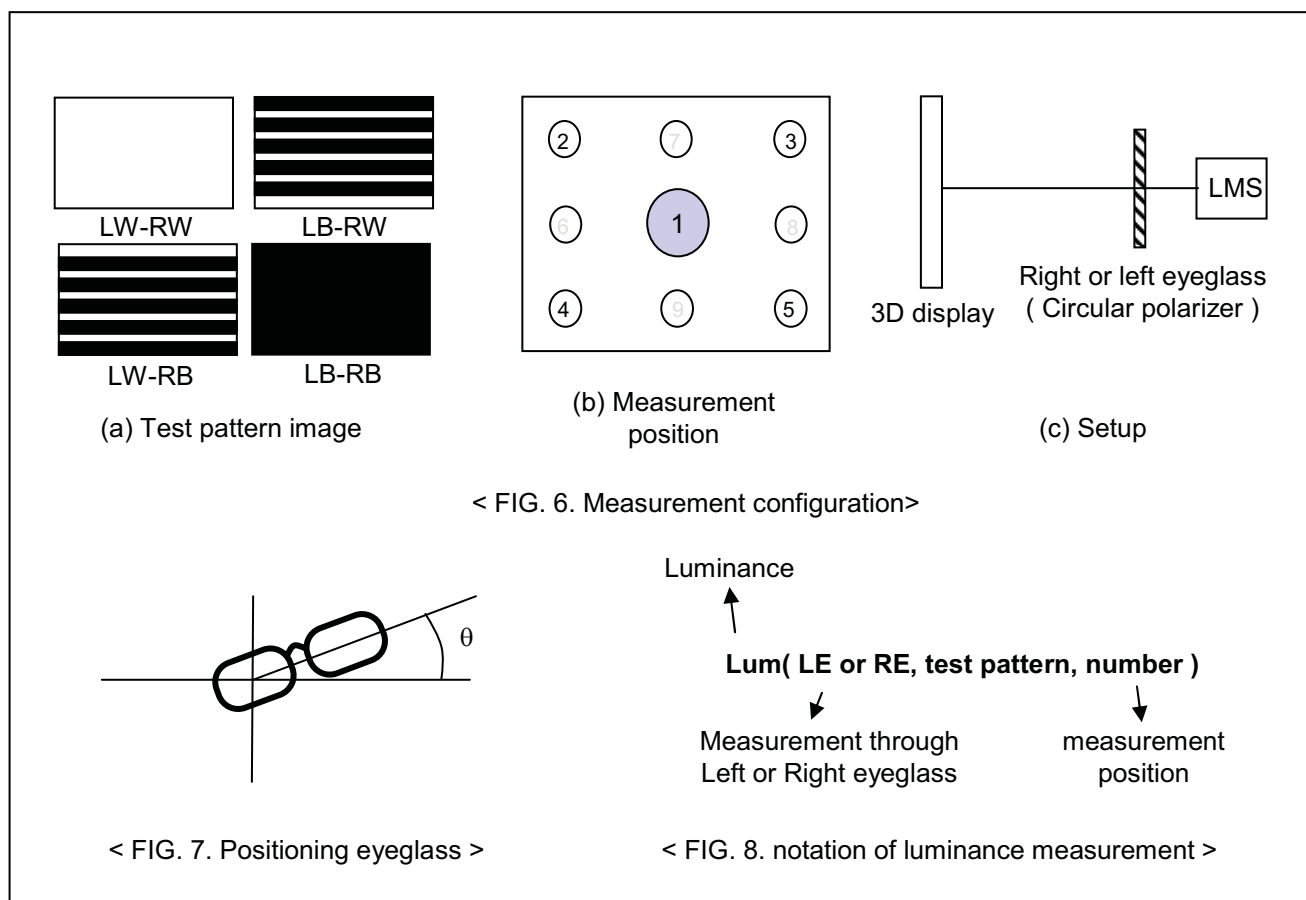 LW-RW
LB-RW
LW-RB
LB-RB
(a) Test pattern image
2
7
3
6
1
8
4
9
5
(b) Measurement
position
LMS
3D display
Right or left eyeglass
( Circular polarizer )
(c) Setup
< FIG. 6. Measurement configuration>
θ
< FIG. 7. Positioning eyeglass >
Luminance
Lum( LE or RE, test pattern, number )
Measurement through
Left or Right eyeglass
measurement
position
< FIG. 8. notation of luminance measurement >